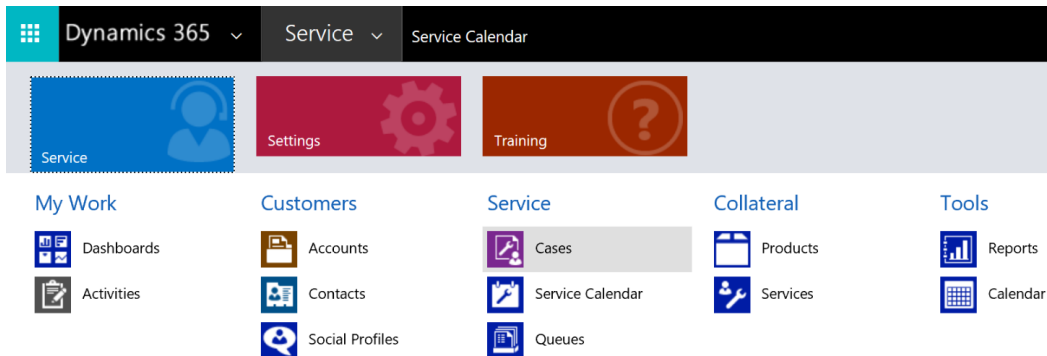 Dynamics 365 Service Service Calendar
Service
Settings
Training
My Work Customers Service Collateral Tools
Dashboards Accounts Cases Products Reports
Activities Contacts Service Calendar Services Calendar
Social Profiles Queues